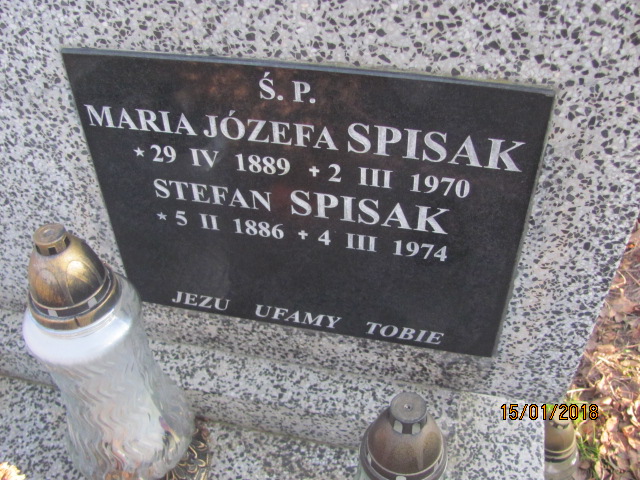 Ś. P.
MARIA JÓZEFA SPISAK
* 29 IV 1889 + 2 III 1970
STEFAN SPISAK
* 5 II 1886 + 4 III 1974
JEZU UFAMY TOBIE
15/01/2018